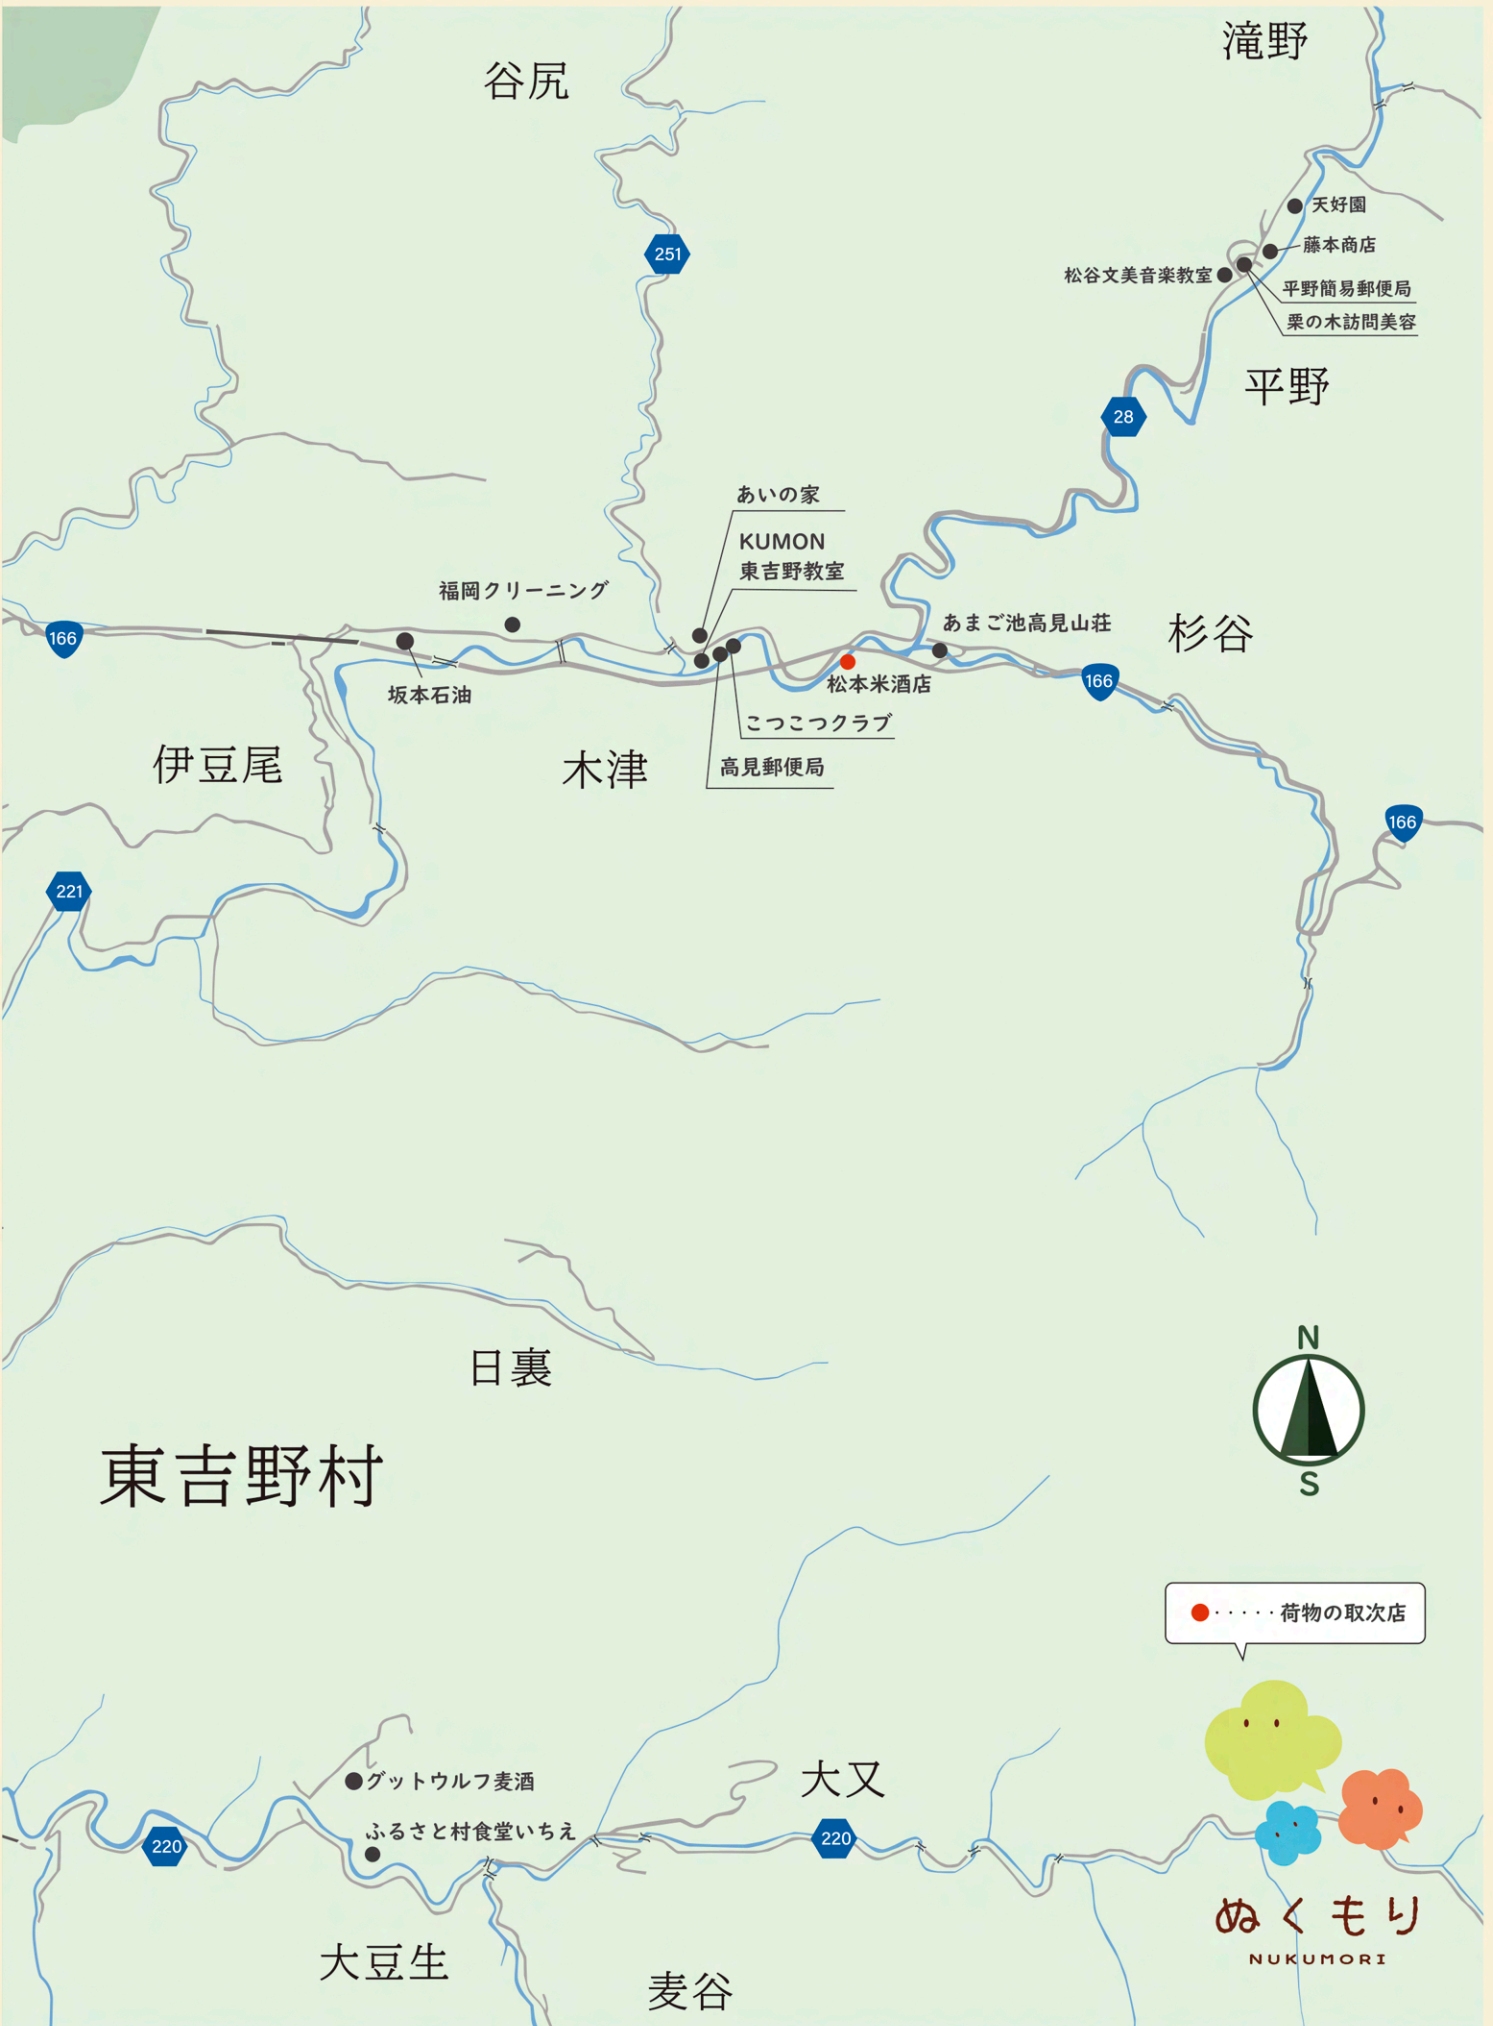 滝野
谷尻
天好園
藤本商店
251
松谷文美音楽教室
平野簡易郵便局
栗の木訪問美容
平野
28
あいの家
KUMON
東吉野教室
福岡クリーニング
あまご池高見山荘
杉谷
166
坂本石油
松本米酒店
166
こつこつクラブ
伊豆尾
木津
高見郵便局
166
221
N
日裏
S
東吉野村
・・・・・荷物の取次店
グットウルフ麦酒
大又
ふるさと村食堂いちえ
220
220
ぬくもり
NUKUMORI
大豆生
麦谷